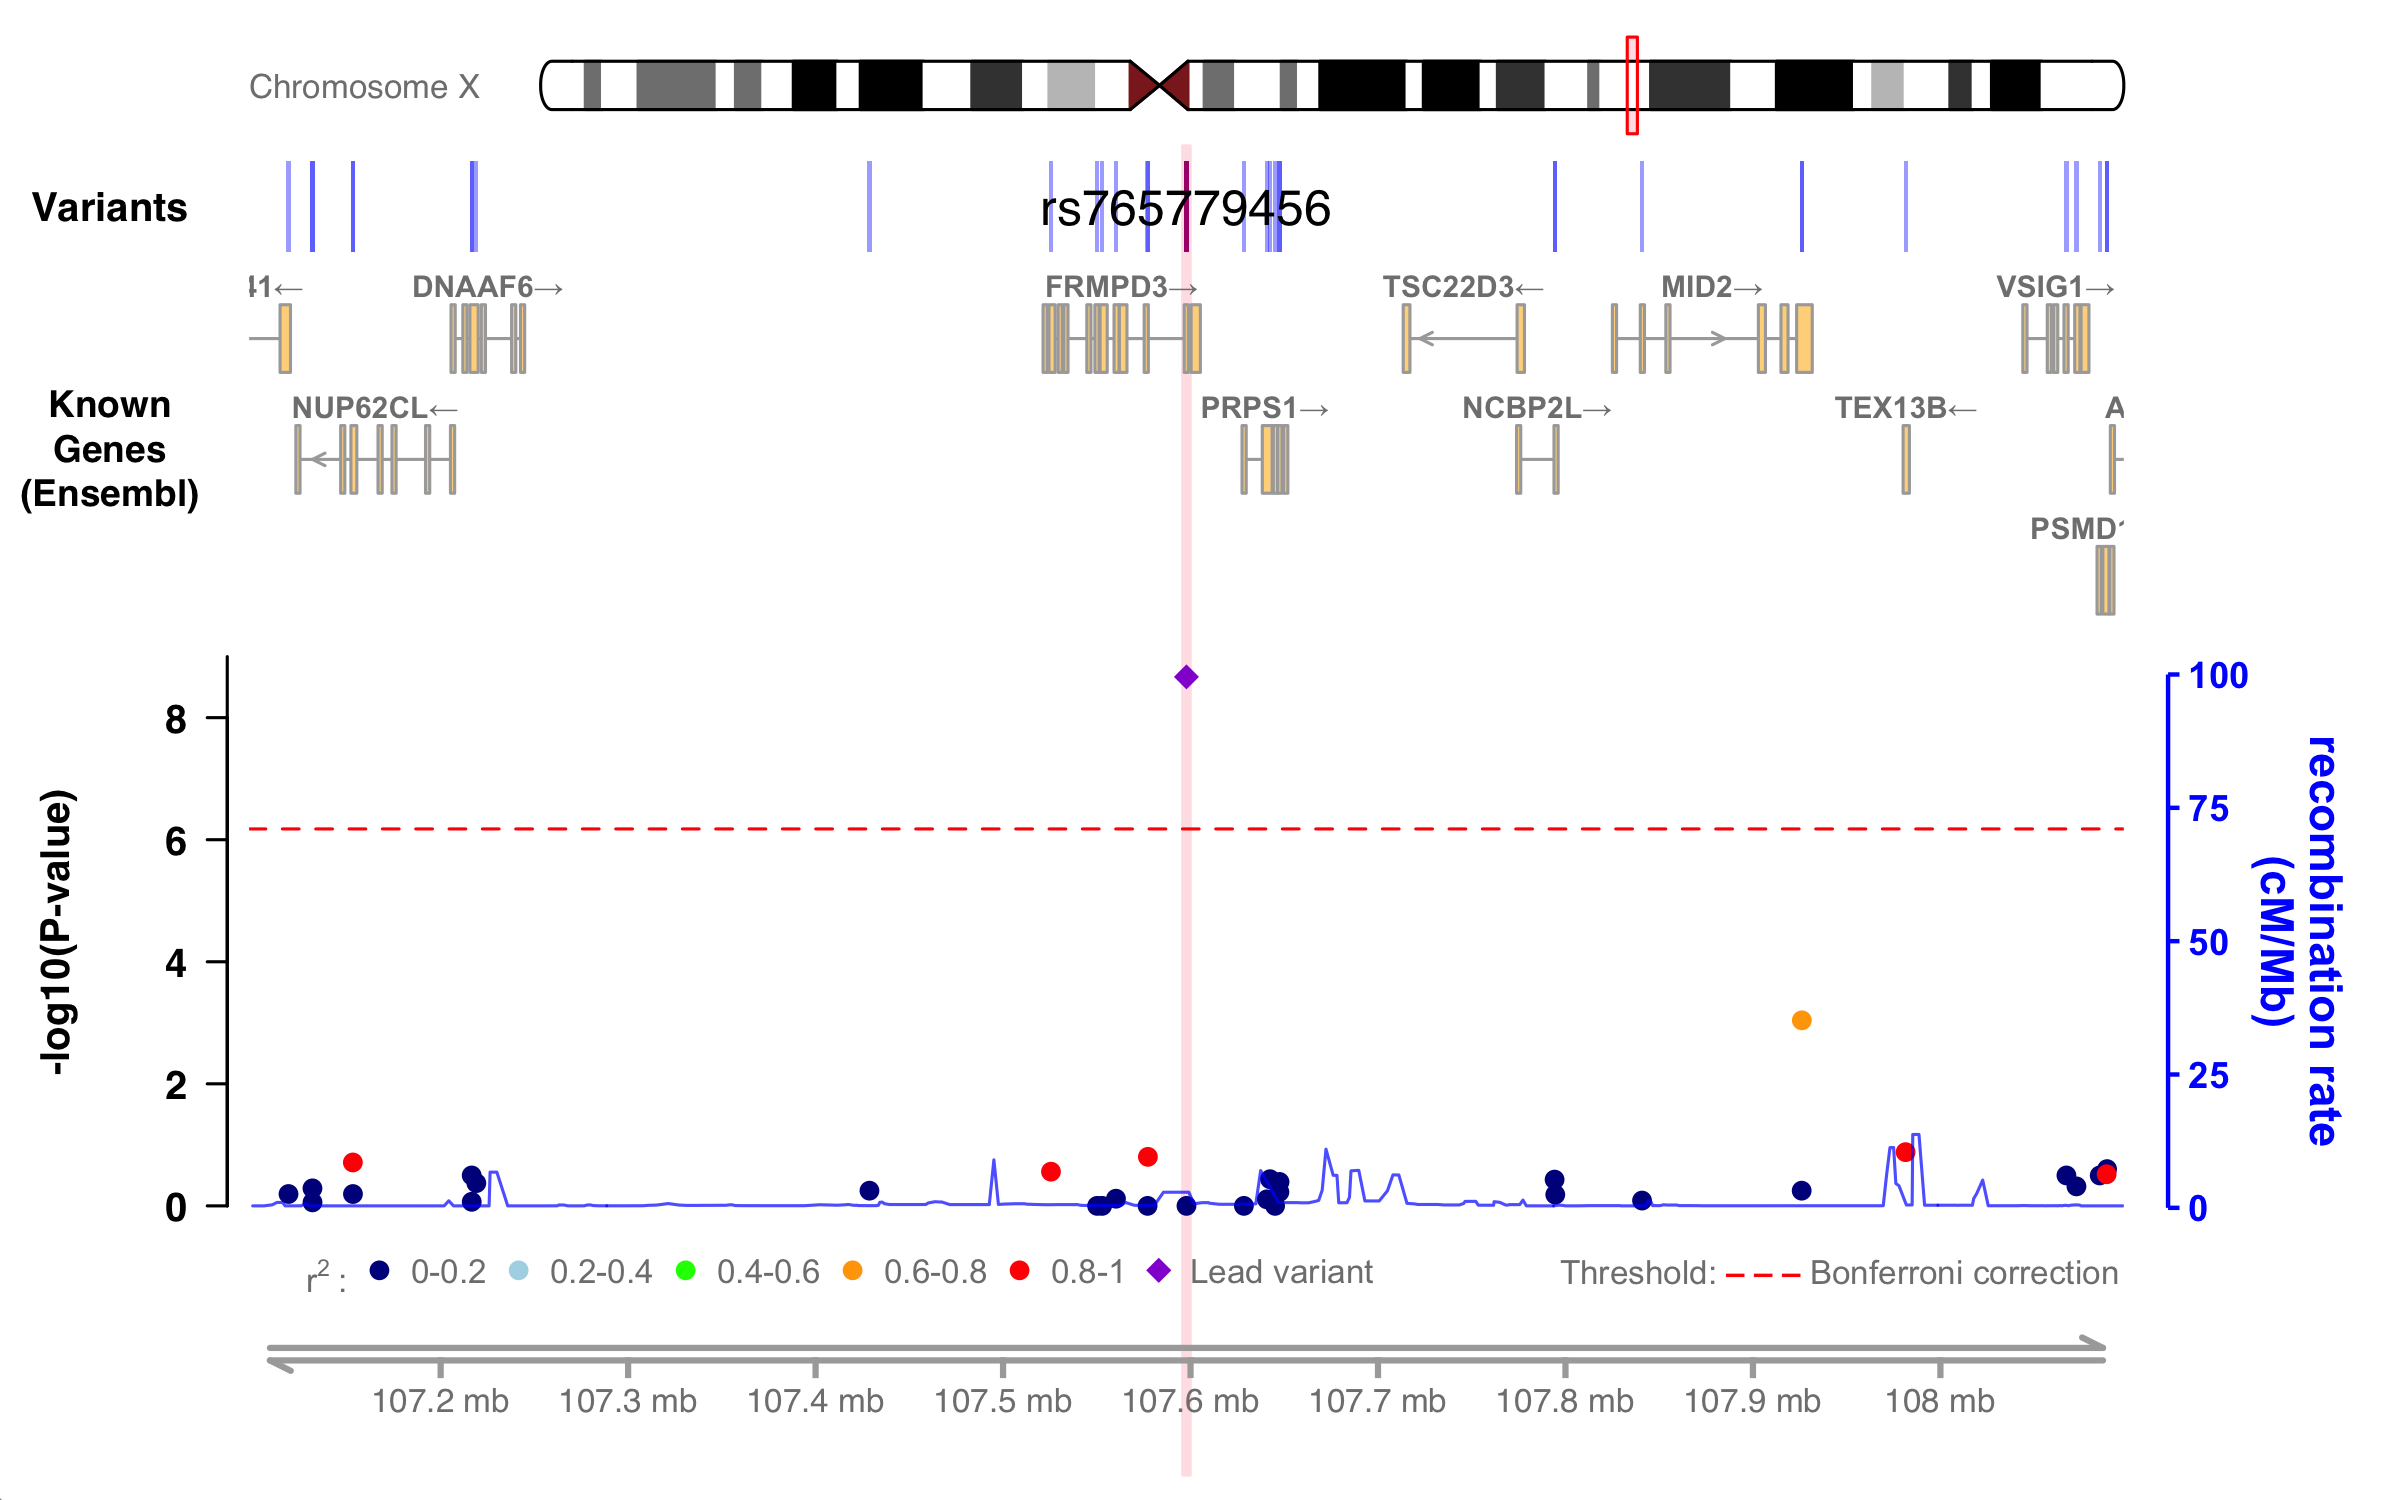 Chromosome X
Variants
rs765779456
41←
DNAAF6→
FRMPD3→
TSC22D3←
MID2→
VSIG1→
Known
Genes
(Ensembl)
NUP62CL←
PRPS1→
NCBP2L→
TEX13B←
A
PSMD1
-log10(P-value)
8
6
4
2
0
100
75
50
25
0
recombination rate
(cM/Mb)
r2 : 0-0.2 0.2-0.4 0.4-0.6 0.6-0.8 0.8-1 Lead variant Threshold: Bonferroni correction
107.2 mb 107.3 mb 107.4 mb 107.5 mb 107.6 mb 107.7 mb 107.8 mb 107.9 mb 108 mb